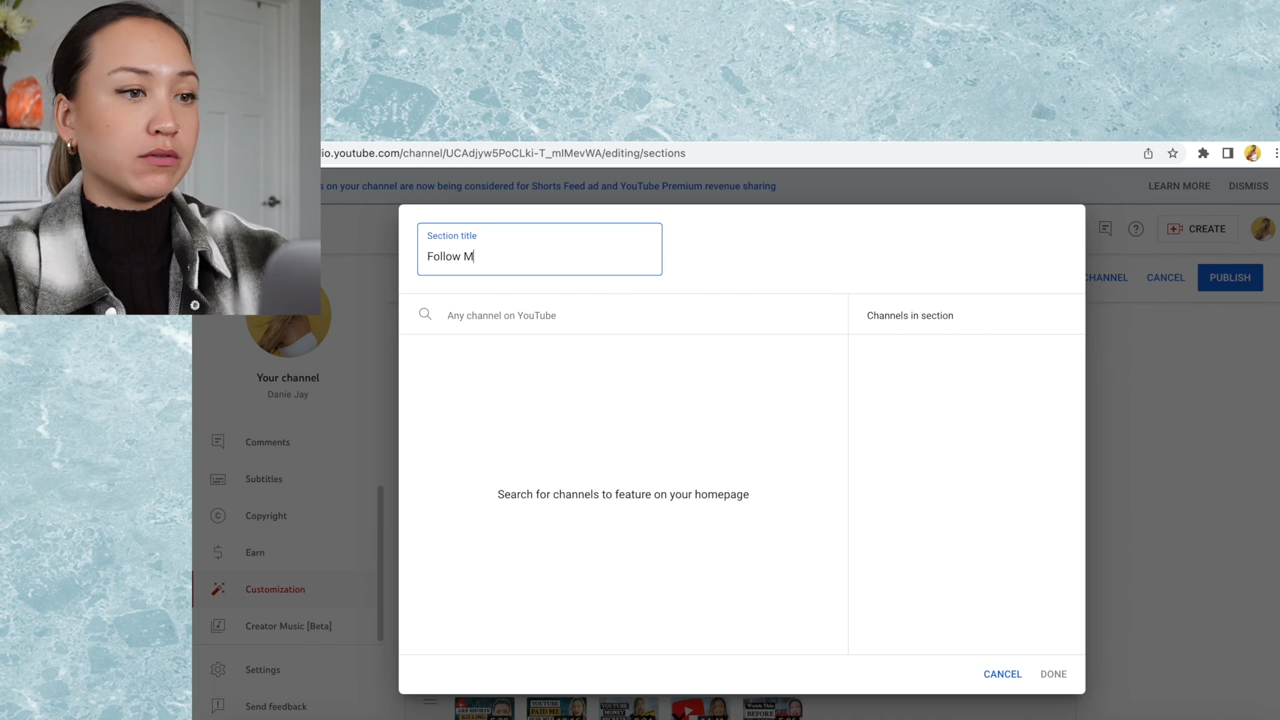 io.youtube.com/channel/UCAdjyw5PoCLki-T_mIMevWA/editing/sections
s on your channel are now being considered for Shorts Feed ad and YouTube Premium revenue sharing
LEARN MORE
DISMISS
Section title
Follow M
CREATE
CHANNEL
CANCEL
PUBLISH
Any channel on YouTube
Channels in section
Your channel
Danie Jay
Comments
Subtitles
Copyright
Earn
Customization
Creator Music [Beta]
Settings
Send feedback
Search for channels to feature on your homepage
CANCEL
DONE